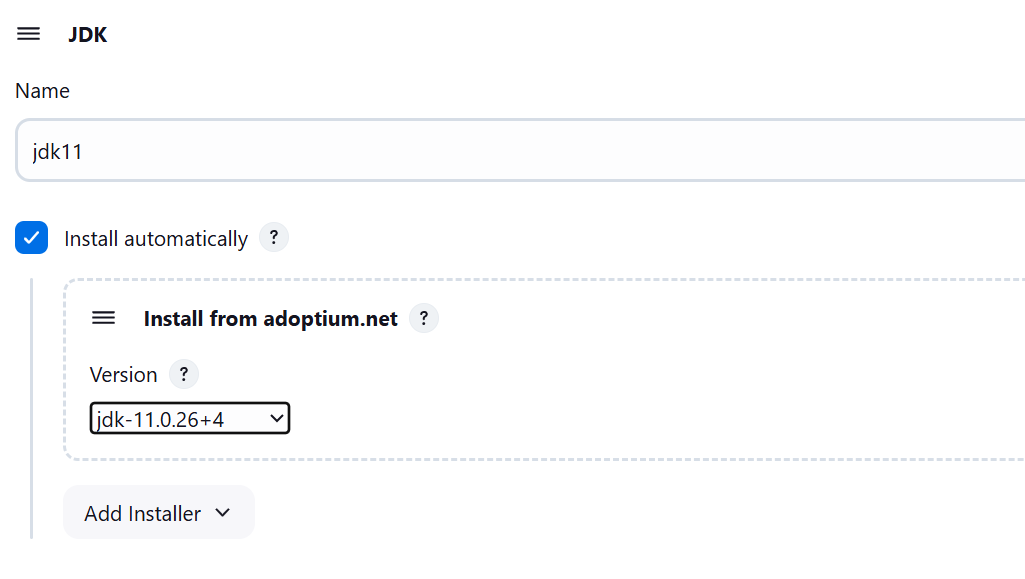 JDK
Name
jdk11
Install automatically ?
Install from adoptium.net ?
Version ?
jdk-11.0.26+4
Add Installer